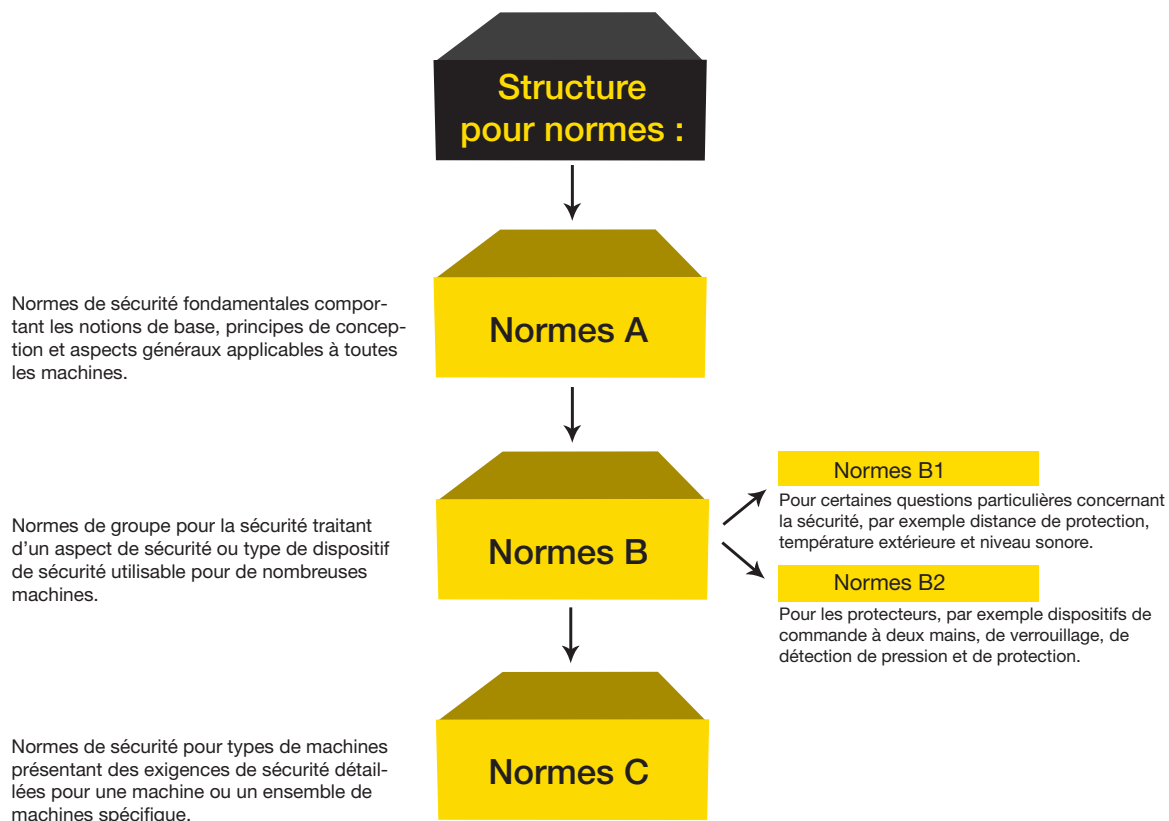 Structure
pour normes :
Normes de sécurité fondamentales compor-
tant les notions de base, principes de concep-
tion et aspects généraux applicables à toutes
les machines.
Normes A
Normes de groupe pour la sécurité traitant
d’un aspect de sécurité ou type de dispositif
de sécurité utilisable pour de nombreuses
machines.
Normes B
Normes B1
Pour certaines questions particulières concernant
la sécurité, par exemple distance de protection,
température extérieure et niveau sonore.
Normes B2
Pour les protecteurs, par exemple dispositifs de
commande à deux mains, de verrouillage, de
détection de pression et de protection.
Normes de sécurité pour types de machines
présentant des exigences de sécurité détail-
lées pour une machine ou un ensemble de
machines spécifique.
Normes C